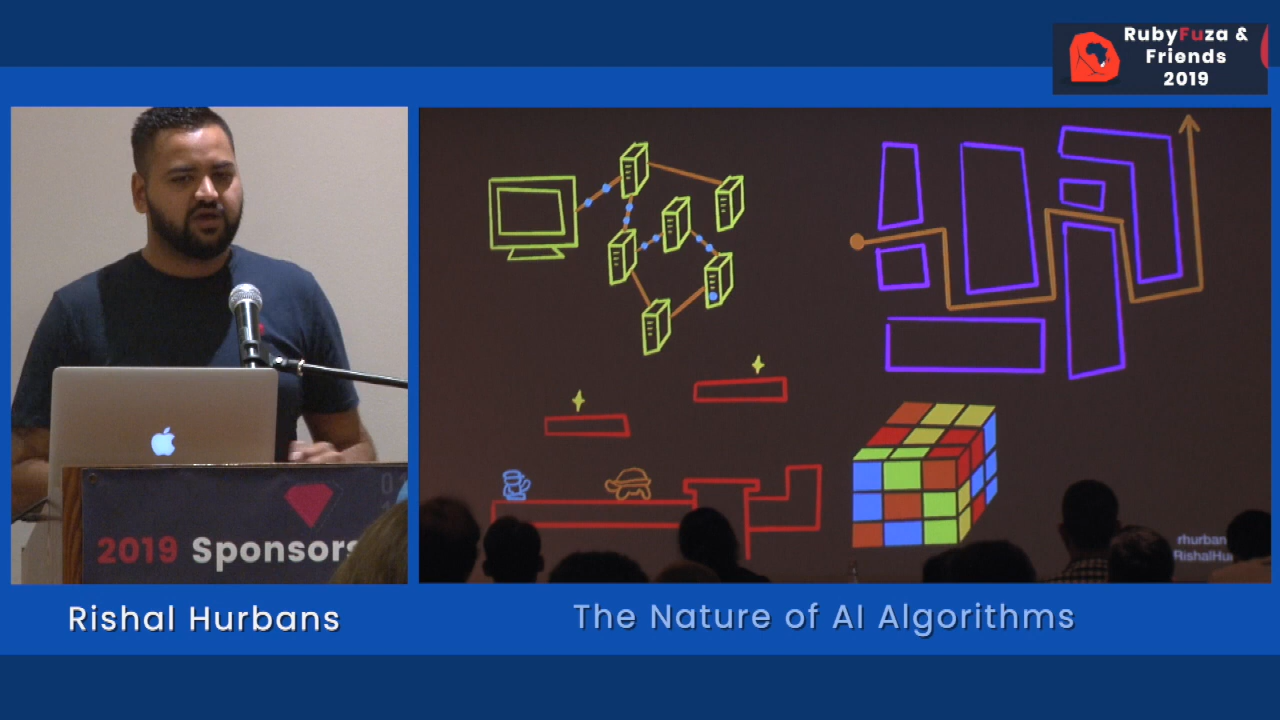 RubyFuza &
Friends
2019
2019 Sponsors
Rishal Hurbans
The Nature of AI Algorithms